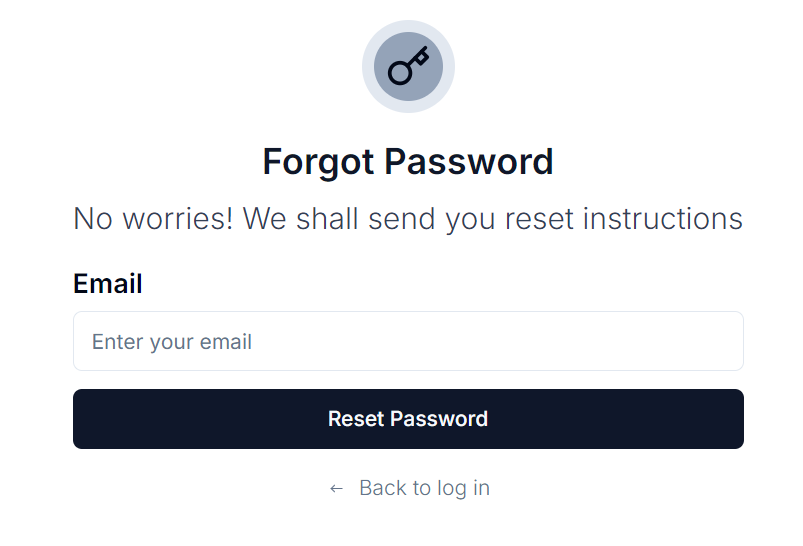 Forgot Password
No worries! We shall send you reset instructions
Email
Enter your email
Reset Password
← Back to log in